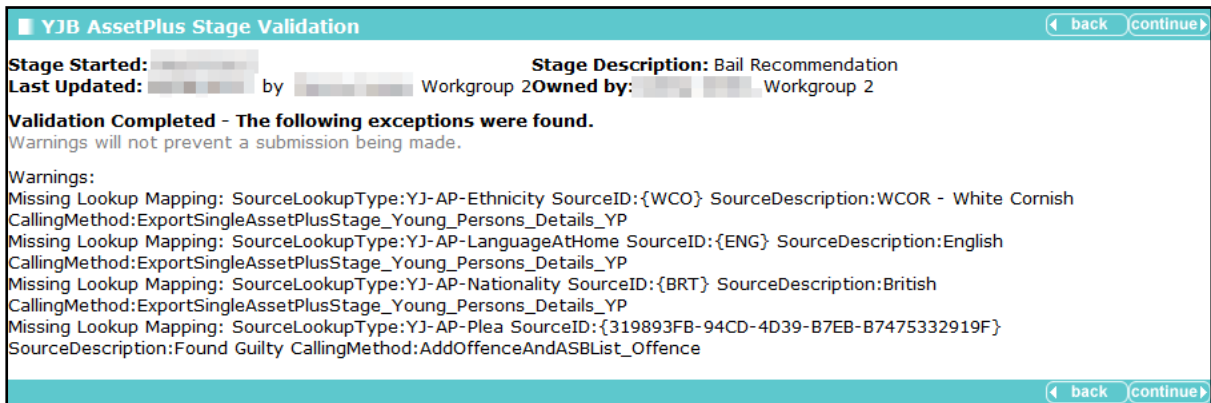 YJB AssetPlus Stage Validation
back continue
Stage Started: Stage Description: Bail Recommendation
Last Updated: by Workgroup 2Owned by: Workgroup 2
Validation Completed - The following exceptions were found.
Warnings will not prevent a submission being made.
Warnings:
Missing Lookup Mapping: SourceLookupType:YJ-AP-Ethnicity SourceID:{WCO} SourceDescription:WCOR - White Cornish
CallingMethod:ExportSingleAssetPlusStage_Young_Persons_Details_YP
Missing Lookup Mapping: SourceLookupType:YJ-AP-LanguageAtHome SourceID:{ENG} SourceDescription:English
CallingMethod:ExportSingleAssetPlusStage_Young_Persons_Details_YP
Missing Lookup Mapping: SourceLookupType:YJ-AP-Nationality SourceID:{BRT} SourceDescription:British
CallingMethod:ExportSingleAssetPlusStage_Young_Persons_Details_YP
Missing Lookup Mapping: SourceLookupType:YJ-AP-Plea SourceID:{319893FB-94CD-4D39-B7EB-B7475332919F}
SourceDescription:Found Guilty CallingMethod:AddOffenceAndASBList_Offence
back continue